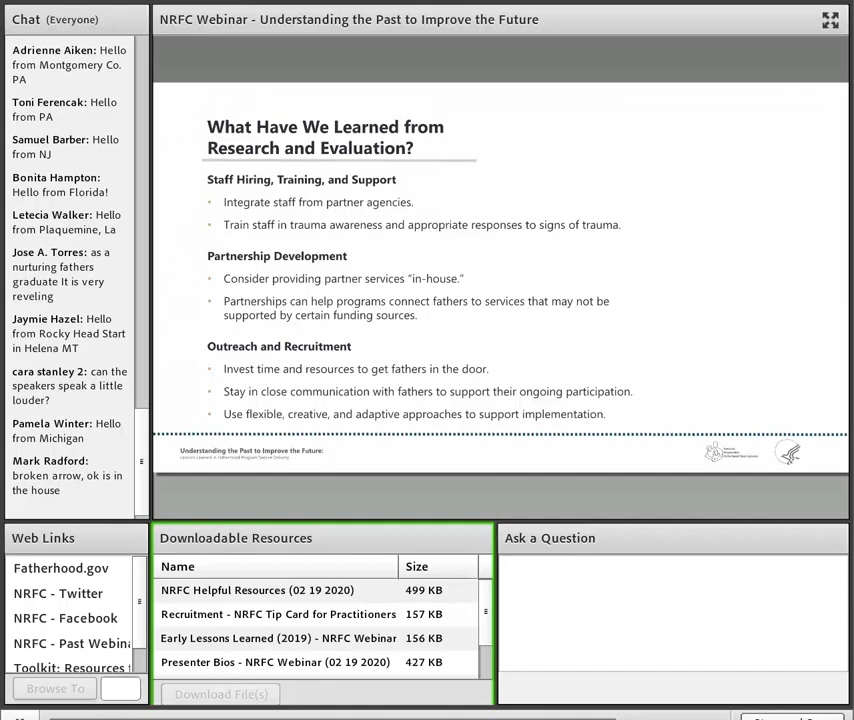 Chat (Everyone)
Adrienne Aiken: Hello
from Montgomery Co.
PA
Toni Ferencak: Hello
from PA
Samuel Barber: Hello
from NJ
Bonita Hampton:
Hello from Florida!
Letecia Walker: Hello
from Plaquemine, La
Jose A. Torres: as a
nurturing fathers
graduate It is very
reveling
Jaymie Hazel: Hello
from Rocky Head Start
in Helena MT
cara stanley 2: can the
speakers speak a little
louder?
Pamela Winter: Hello
from Michigan
Mark Radford:
broken arrow, ok is in
the house
NRFC Webinar - Understanding the Past to Improve the Future
What Have We Learned from
Research and Evaluation?
Staff Hiring, Training, and Support
• Integrate staff from partner agencies.
• Train staff in trauma awareness and appropriate responses to signs of trauma.
Partnership Development
• Consider providing partner services “in-house.”
• Partnerships can help programs connect fathers to services that may not be
supported by certain funding sources.
Outreach and Recruitment
• Invest time and resources to get fathers in the door.
• Stay in close communication with fathers to support their ongoing participation.
• Use flexible, creative, and adaptive approaches to support implementation.
Understanding the Past to Improve the Future:
Lessons Learned in Fatherhood Program Service Delivery
Web Links
Fatherhood.gov
NRFC - Twitter
NRFC - Facebook
NRFC - Past Webina
Toolkit: Resources
Browse To
Downloadable Resources
Name Size
NRFC Helpful Resources (02 19 2020) 499 KB
Recruitment - NRFC Tip Card for Practitioners 157 KB
Early Lessons Learned (2019) - NRFC Webinar 156 KB
Presenter Bios - NRFC Webinar (02 19 2020) 427 KB
Download File(s)
Ask a Question